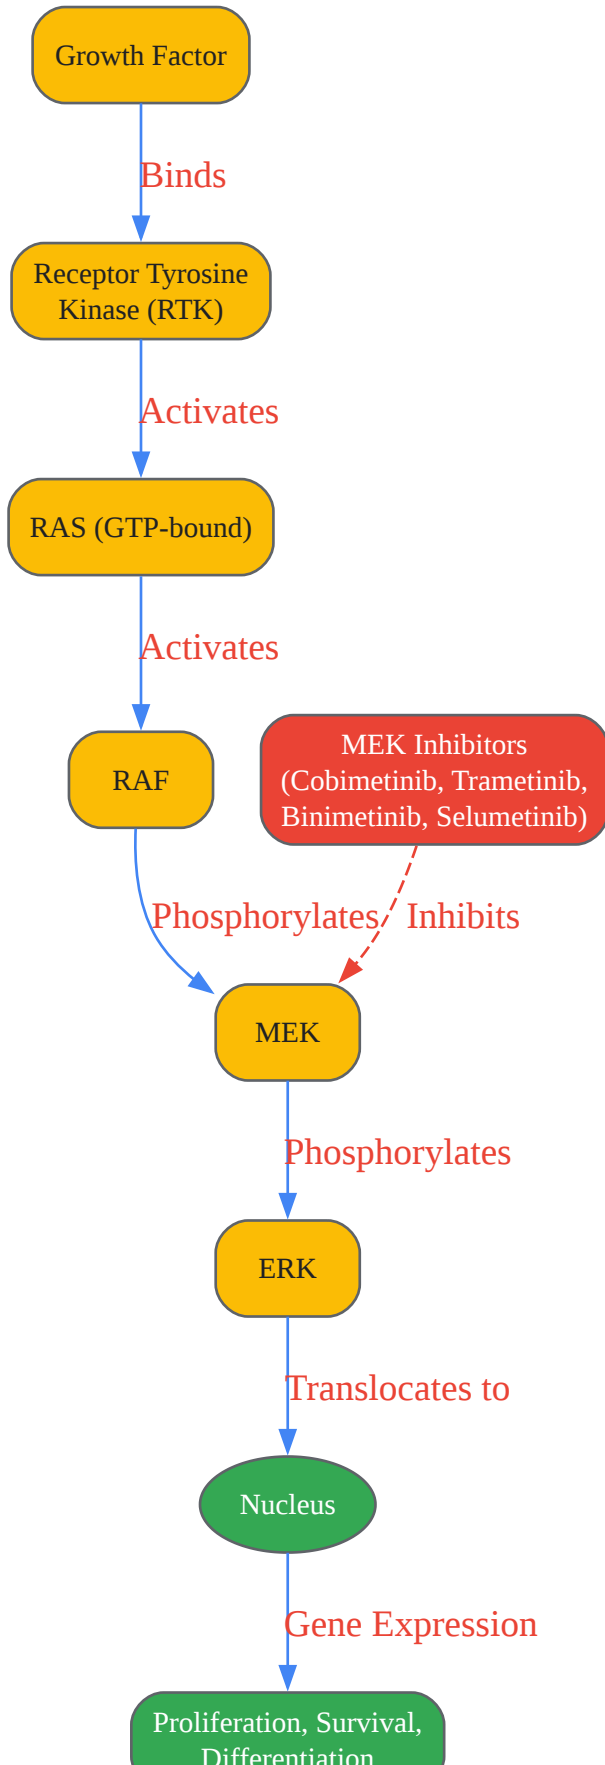 Growth Factor
Binds
Receptor Tyrosine
Kinase (RTK)
Activates
RAS (GTP-bound)
Activates
RAF
MEK Inhibitors
(Cobimetinib, Trametinib,
Binimetinib, Selumetinib)
Phosphorylates
Inhibits
MEK
Phosphorylates
ERK
Translocates to
Nucleus
Gene Expression
Proliferation, Survival,
Differentiation